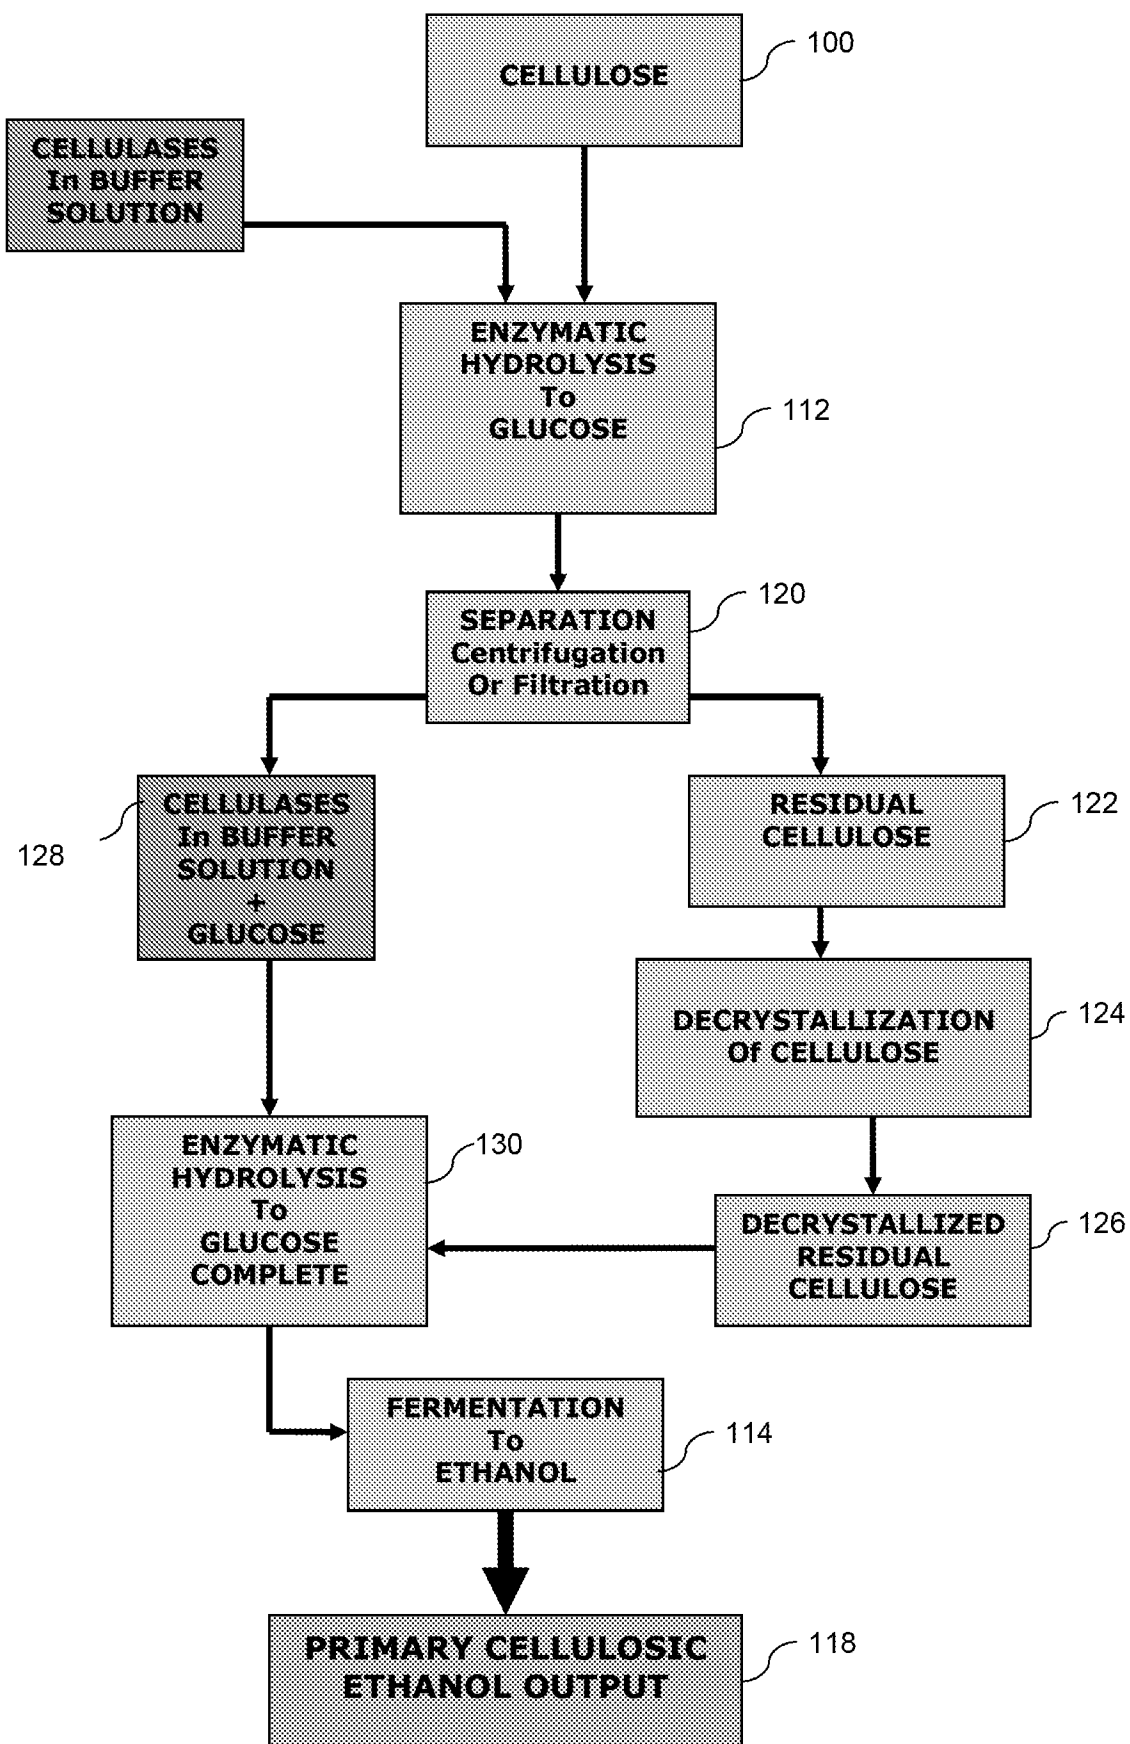 CELLULOSE
100
CELLULASES
In BUFFER
SOLUTION
ENZYMATIC
HYDROLYSIS
To
GLUCOSE
112
SEPARATION
Centrifugation
Or Filtration
120
CELLULASES
In BUFFER
SOLUTION
+
GLUCOSE
128
RESIDUAL
CELLULOSE
122
DECRYSTALLIZATION
Of CELLULOSE
124
ENZYMATIC
HYDROLYSIS
To
GLUCOSE
COMPLETE
130
DECRYSTALLIZED
RESIDUAL
CELLULOSE
126
FERMENTATION
To
ETHANOL
114
PRIMARY CELLULOSIC
ETHANOL OUTPUT
118